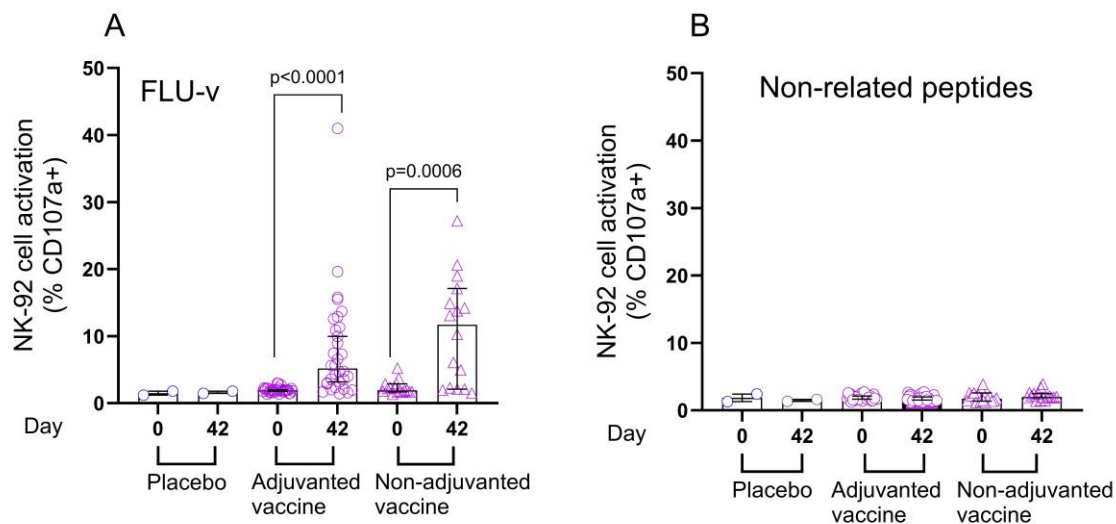 A
NK-92 cell activation
(% CD107a+)
50
40
30
20
10
0
FLU-v
p<0.0001
p=0.0006
Day
0
42
0
42
0
42
Placebo
Adjuvanted
vaccine
Non-adjuvanted
vaccine
B
NK-92 cell activation
(% CD107a+)
50
40
30
20
10
0
Non-related peptides
Day
0
42
0
42
0
42
Placebo
Adjuvanted
vaccine
Non-adjuvanted
vaccine